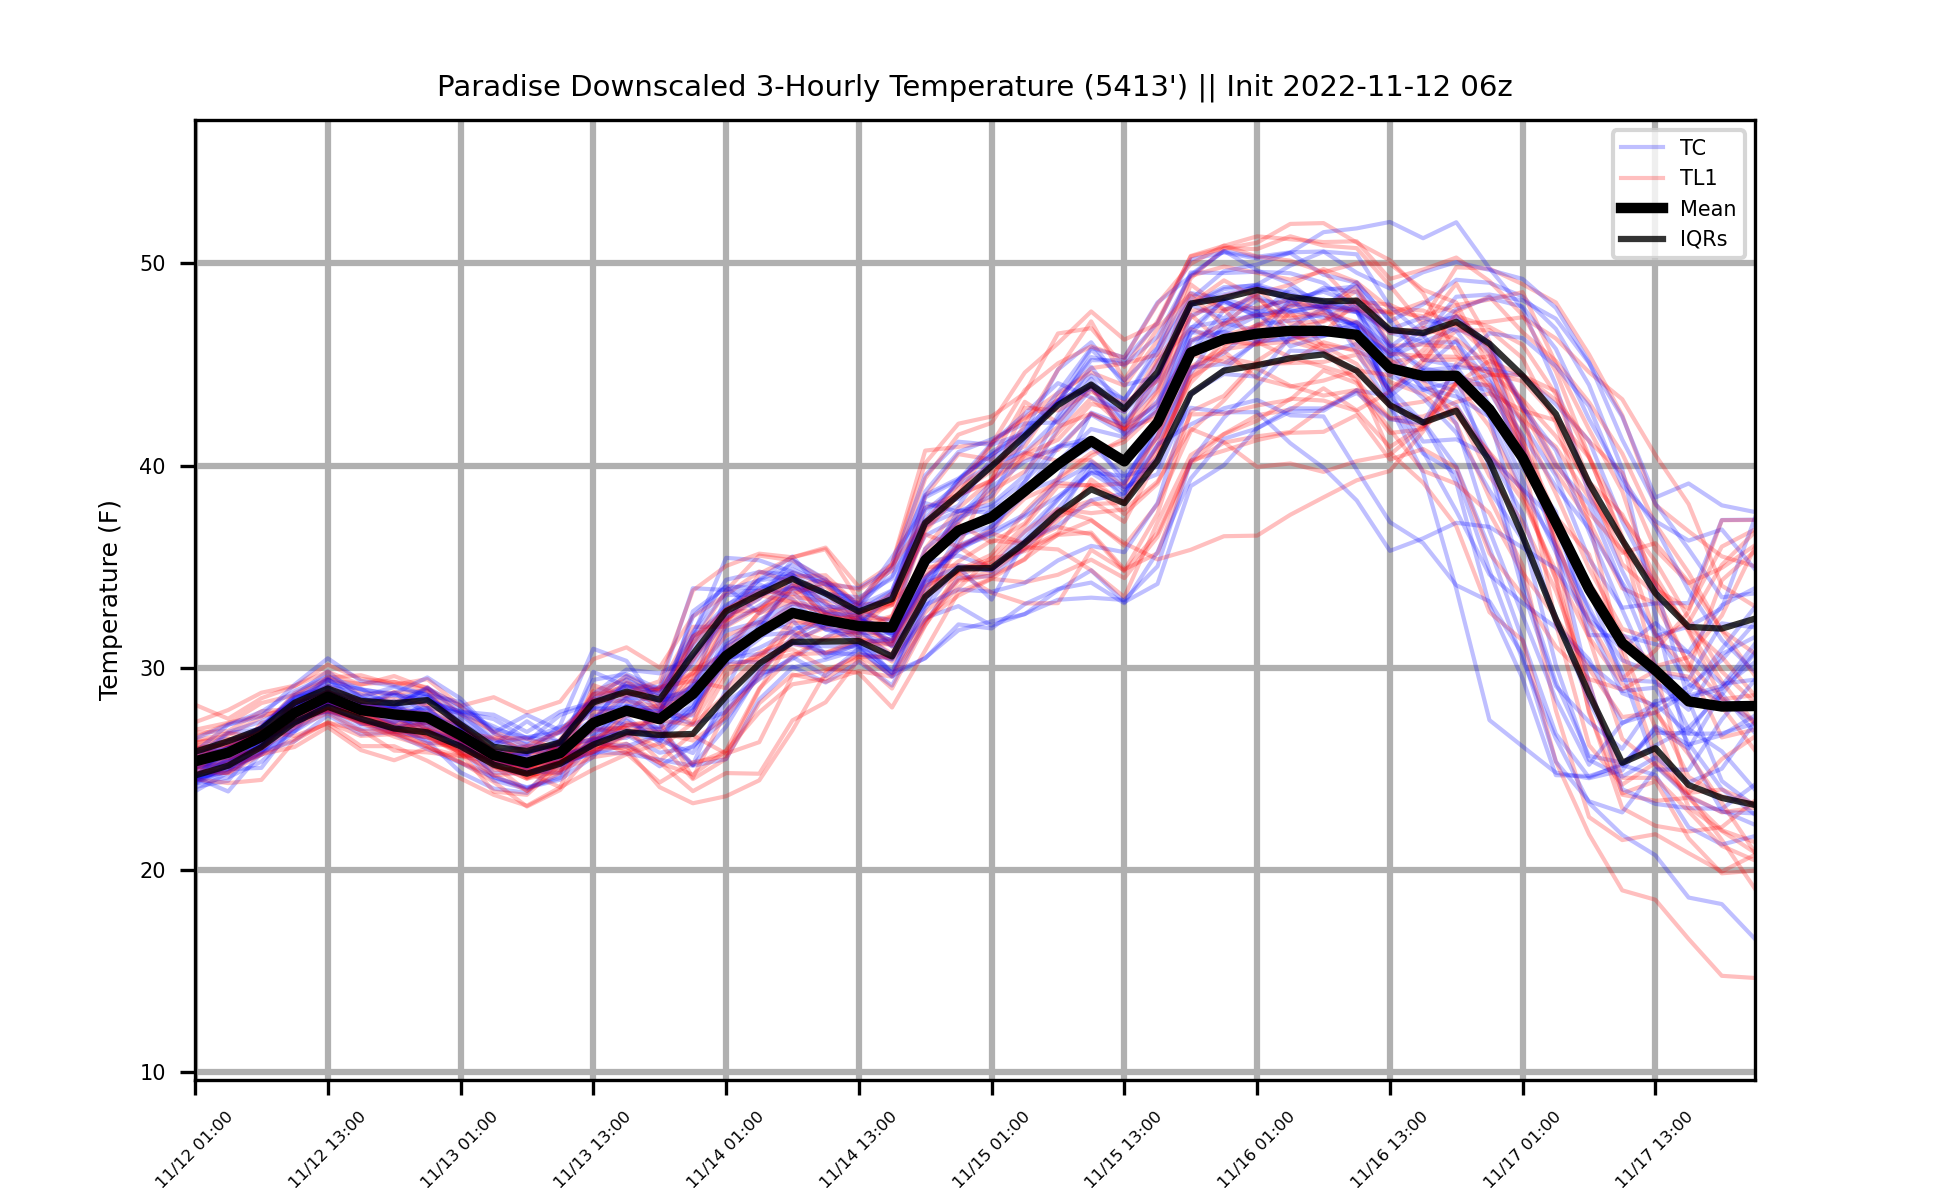 Paradise Downscaled 3-Hourly Temperature (5413') || Init 2022-11-12 06z
TC
TL1
Mean
IQRs
Temperature (F)
50
40
30
20
10
11/12 01:00
11/12 13:00
11/13 01:00
11/13 13:00
11/14 01:00
11/14 13:00
11/15 01:00
11/15 13:00
11/16 01:00
11/16 13:00
11/17 01:00
11/17 13:00